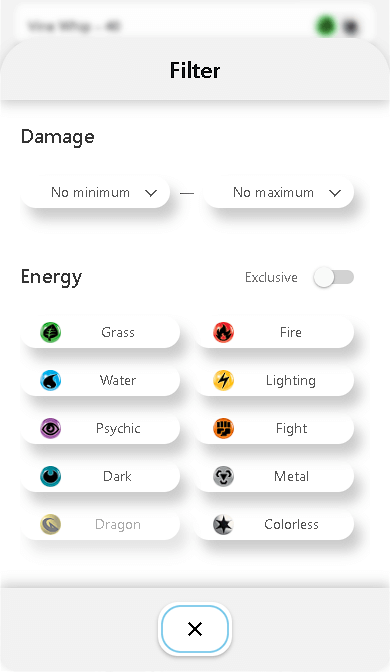 Vine Whip - 40
Filter
Damage
No minimum — No maximum
Energy Exclusive
Grass Fire
Water Lighting
Psychic Fight
Dark Metal
Dragon Colorless